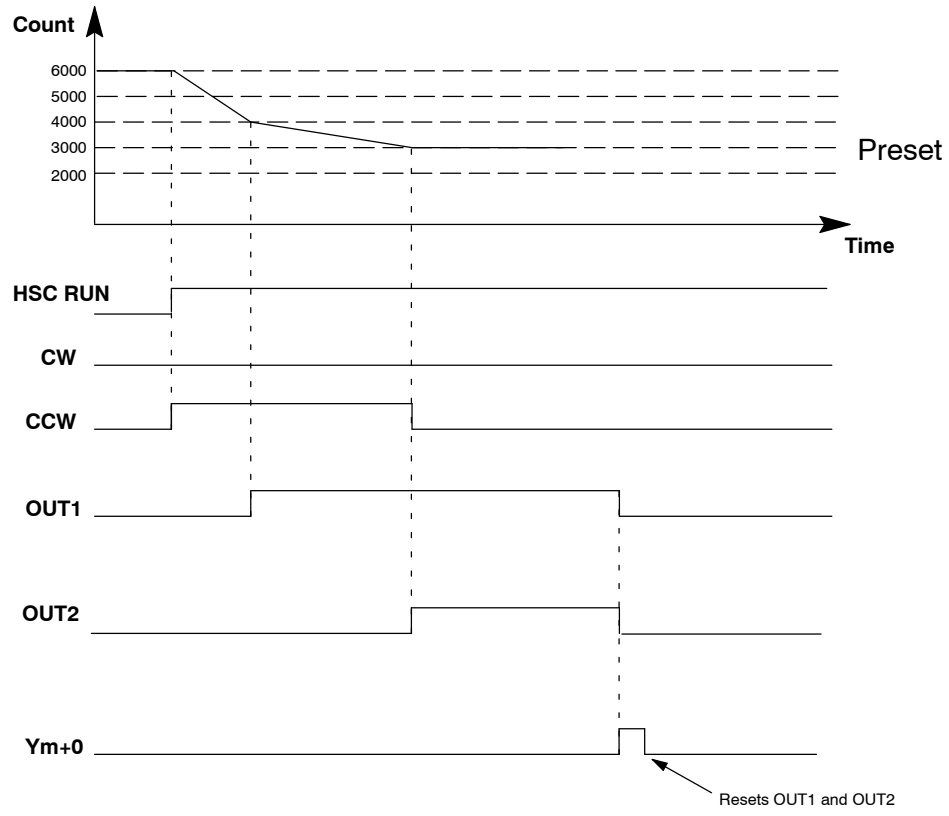 Count
6000
5000
4000
3000
2000
Preset
Time
HSC RUN
CW
CCW
OUT1
OUT2
Ym+0
Resets OUT1 and OUT2